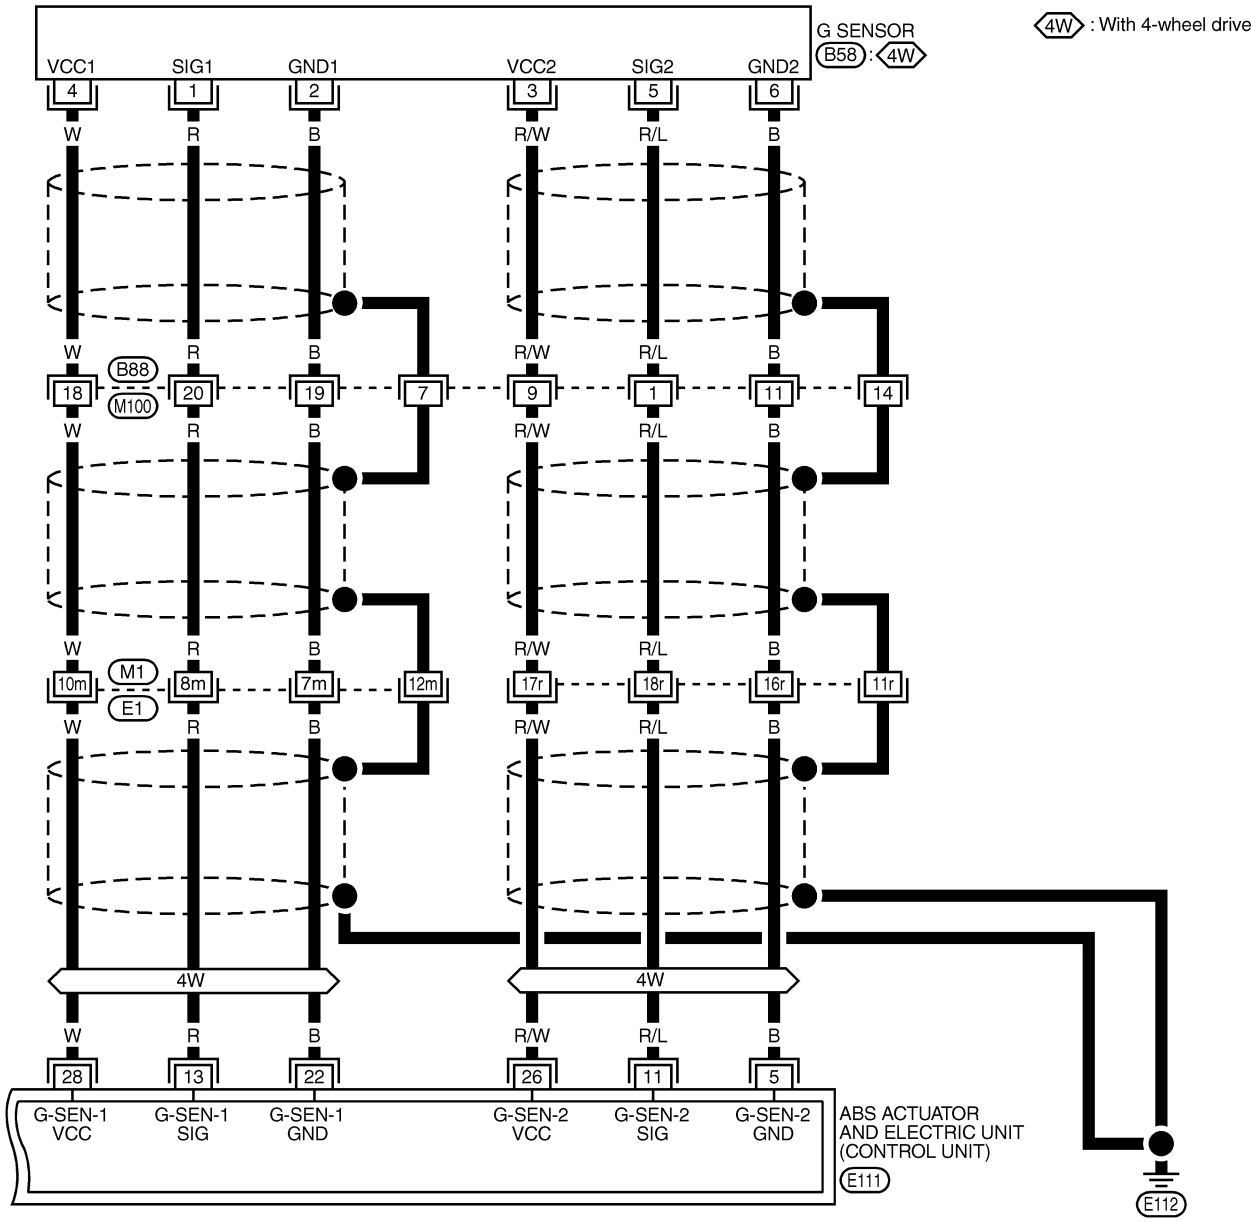 4W : With 4-wheel drive
G SENSOR
B58 : 4W
VCC1 SIG1 GND1 VCC2 SIG2 GND2
4 1 2 3 5 6
W R B R/W R/L B
W R B R/W R/L B
B88
18 20 19 7 9 1 11 14
M100
W R B R/W R/L B
W R B R/W R/L B
M1
10m 8m 7m 12m 17r 18r 16r 11r
E1
W R B R/W R/L B
4W 4W
W R B R/W R/L B
28 13 22 26 11 5
G-SEN-1 G-SEN-1 G-SEN-1 G-SEN-2 G-SEN-2 G-SEN-2
VCC SIG GND VCC SIG GND
ABS ACTUATOR
AND ELECTRIC UNIT
(CONTROL UNIT)
E111
E112